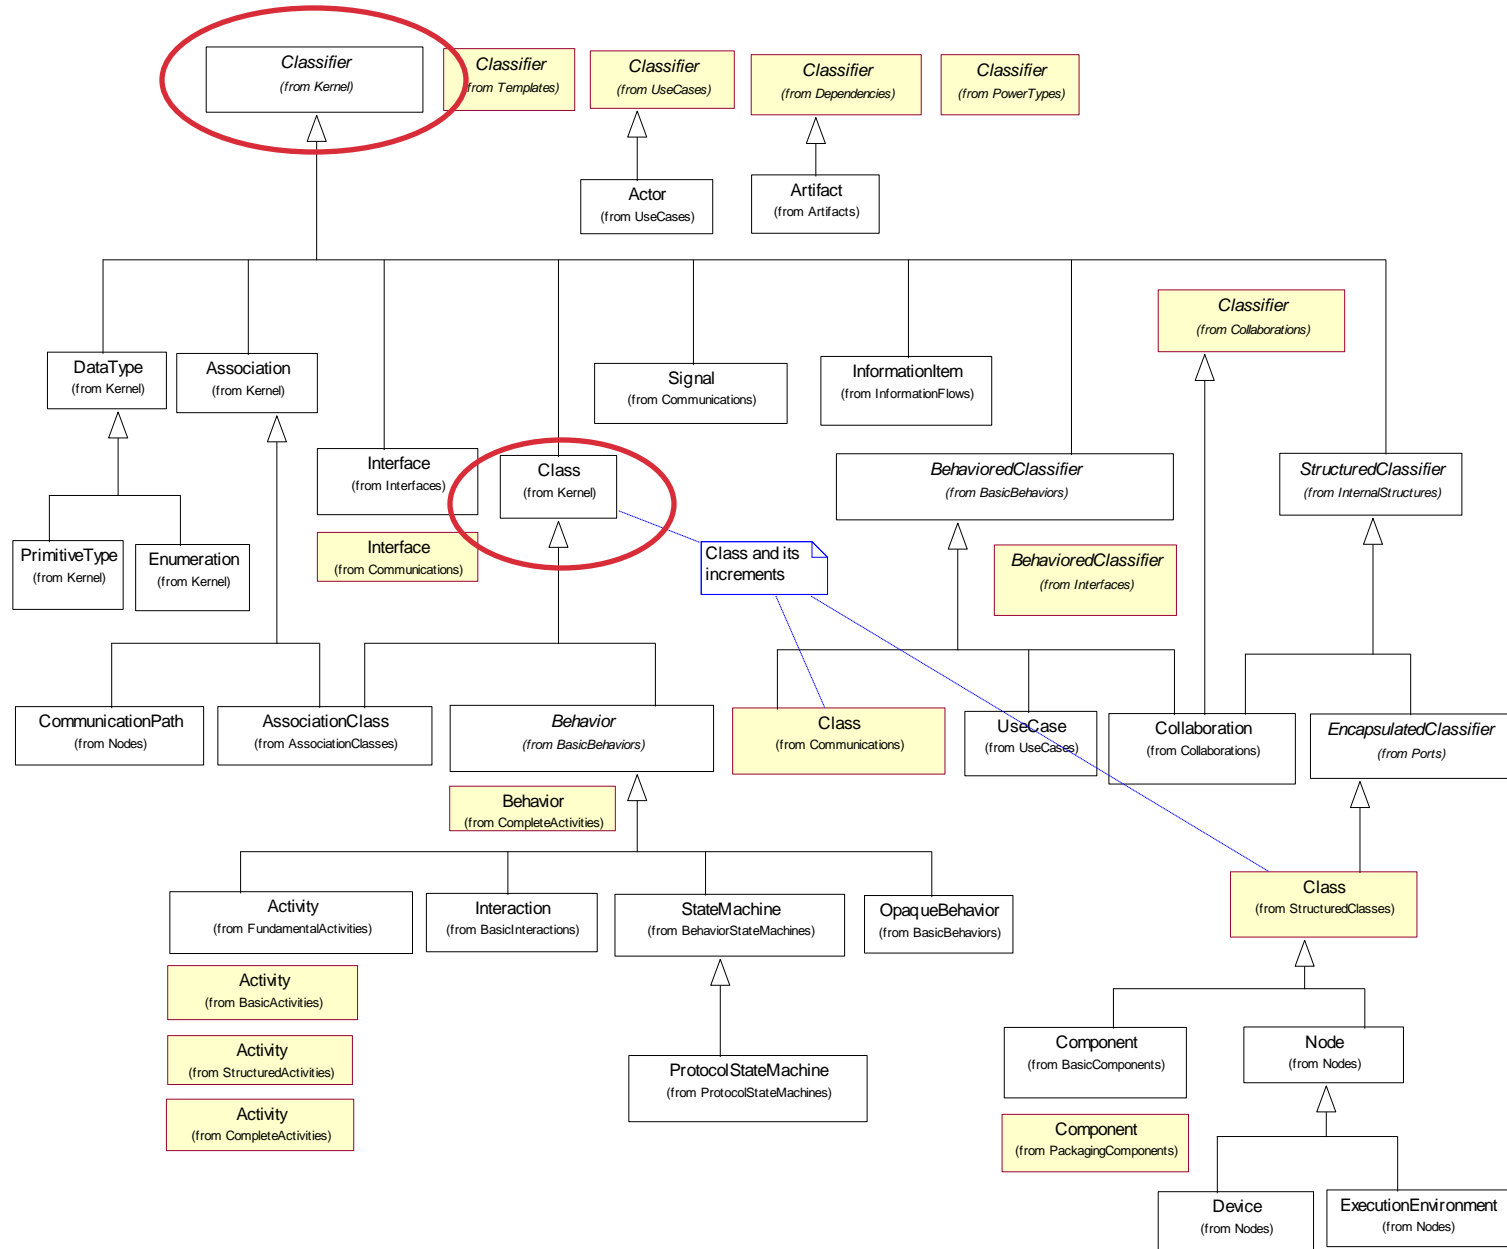 Classifier
(from Kernel)
Classifier
(from Templates)
Classifier
(from UseCases)
Classifier
(from Dependencies)
Classifier
(from PowerTypes)
Actor
(from UseCases)
Artifact
(from Artifacts)
Classifier
(from Collaborations)
DataType
(from Kernel)
Association
(from Kernel)
Signal
(from Communications)
InformationItem
(from InformationFlows)
Interface
(from Interfaces)
Class
(from Kernel)
BehavioredClassifier
(from BasicBehaviors)
StructuredClassifier
(from InternalStructures)
PrimitiveType
(from Kernel)
Enumeration
(from Kernel)
Interface
(from Communications)
Class and its
increments
BehavioredClassifier
(from Interfaces)
CommunicationPath
(from Nodes)
AssociationClass
(from AssociationClasses)
Behavior
(from BasicBehaviors)
Class
(from Communications)
UseCase
(from UseCases)
Collaboration
(from Collaborations)
EncapsulatedClassifier
(from Ports)
Behavior
(from CompleteActivities)
Activity
(from FundamentalActivities)
Interaction
(from BasicInteractions)
StateMachine
(from BehaviorStateMachines)
OpaqueBehavior
(from BasicBehaviors)
Class
(from StructuredClasses)
Activity
(from BasicActivities)
Activity
(from StructuredActivities)
Activity
(from CompleteActivities)
ProtocolStateMachine
(from ProtocolStateMachines)
Component
(from BasicComponents)
Node
(from Nodes)
Component
(from PackagingComponents)
Device
(from Nodes)
ExecutionEnvironment
(from Nodes)